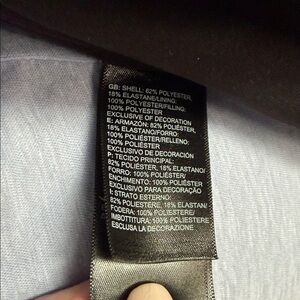 GB: SHELL: 82% POLYESTER,
18% ELASTANE/LINING:
100% POLYESTER/FILLING:
100% POLYESTER
EXCLUSIVE OF DECORATION
E: ARMAZÓN: 82% POLIÉSTER,
18% ELASTANO/FORRO:
100% POLIÉSTER/RELLENO:
100% POLIÉSTER
EXCLUSIVO DE DECORACIÓN
P: TECIDO PRINCIPAL:
82% POLIÉSTER, 18% ELASTANO/
FORRO: 100% POLIÉSTER/
ENCHIMENTO: 100% POLIÉSTER
EXCLUSIVO PARA DECORAÇÃO
I: STRATO ESTERNO:
82% POLIESTERE, 18% ELASTAN/
FODERA: 100% POLIESTERE/
IMBOTTITURA: 100% POLIESTERE
ESCLUSA LA DECORAZIONE